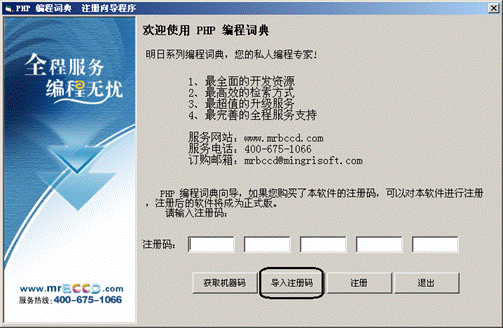 PHP 编程词典 注册向导程序
全程服务
编程无忧
www.mrBCCD.com
服务热线:400-675-1066
欢迎使用 PHP 编程词典
明日系列编程词典，您的私人编程专家!
1、最全面的开发资源
2、最高效的检索方式
3、最超值的升级服务
4、最完善的全程服务支持
服务网站：www.mrbccd.com
服务电话：400-675-1066
订购邮箱：mrbccd@mingrisoft.com
PHP 编程词典向导，如果您购买了本软件的注册码，可以对本软件进行注册
，注册后的软件将成为正式版。
请输入注册码：
注册码：
获取机器码 导入注册码 注册 退出